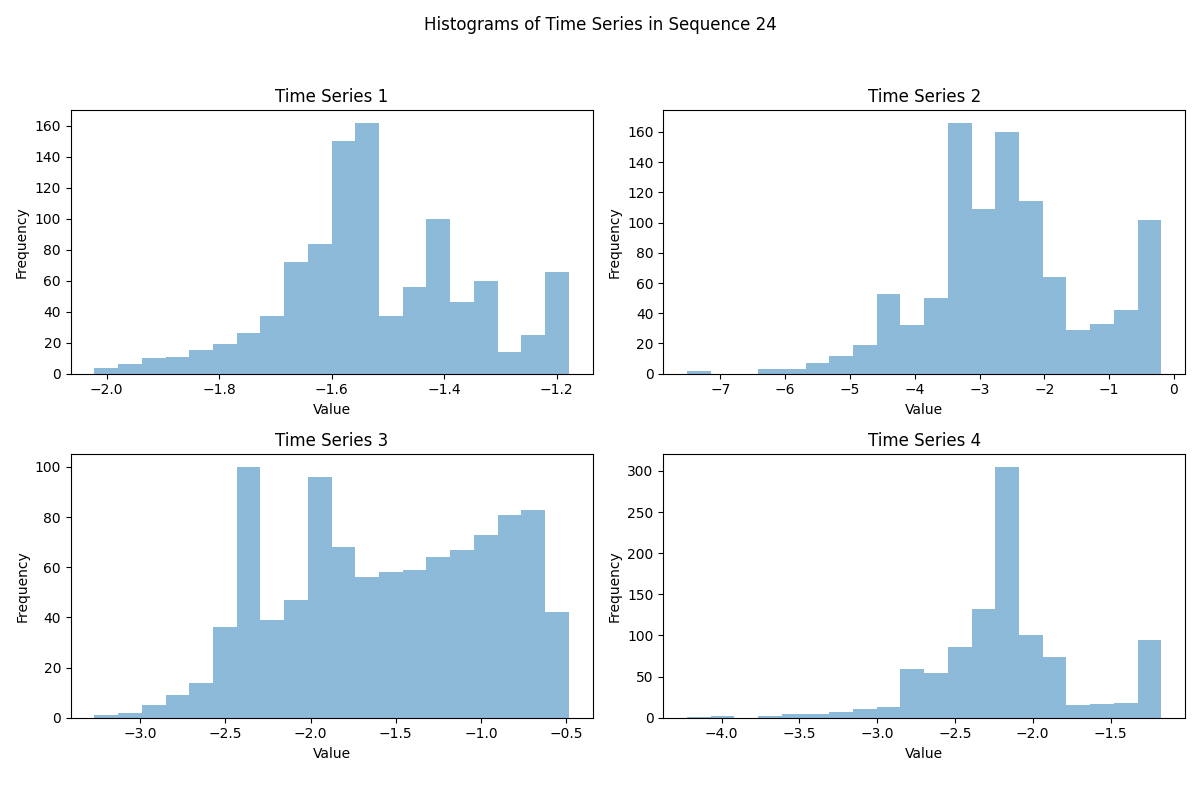 Histograms of Time Series in Sequence 24
Time Series 1
Frequency
160
140
120
100
80
60
40
20
0
−2.0 −1.8 −1.6 −1.4 −1.2
Value
Time Series 2
Frequency
160
140
120
100
80
60
40
20
0
−7 −6 −5 −4 −3 −2 −1 0
Value
Time Series 3
Frequency
100
80
60
40
20
0
−3.0 −2.5 −2.0 −1.5 −1.0 −0.5
Value
Time Series 4
Frequency
300
250
200
150
100
50
0
−4.0 −3.5 −3.0 −2.5 −2.0 −1.5
Value